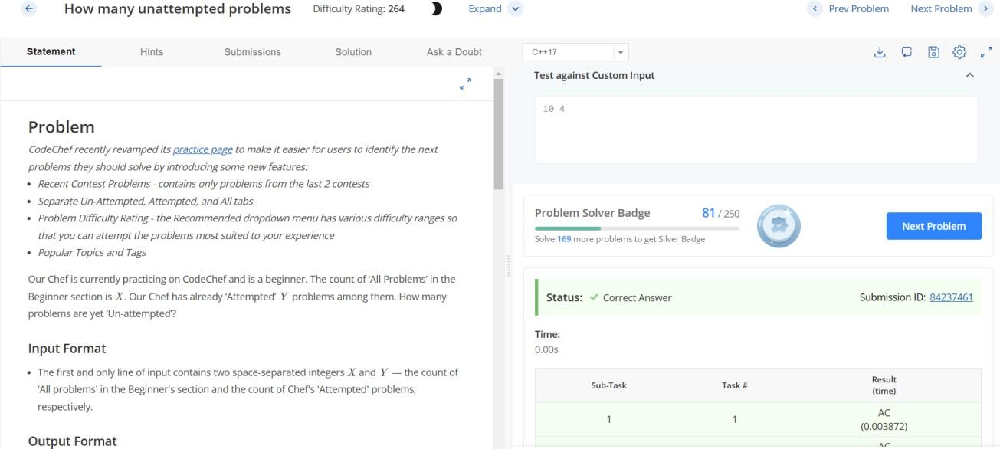 How many unattempted problems
Difficulty Rating: 264
Expand
Prev Problem
Next Problem
Statement
Hints
Submissions
Solution
Ask a Doubt
Problem
CodeChef recently revamped its practice page to make it easier for users to identify the next
problems they should solve by introducing some new features:
• Recent Contest Problems - contains only problems from the last 2 contests
• Separate Un-Attempted, Attempted, and All tabs
• Problem Difficulty Rating - the Recommended dropdown menu has various difficulty ranges so
that you can attempt the problems most suited to your experience
• Popular Topics and Tags
Our Chef is currently practicing on CodeChef and is a beginner. The count of ‘All Problems’ in the
Beginner section is X. Our Chef has already ‘Attempted’ Y problems among them. How many
problems are yet ‘Un-attempted’?
Input Format
• The first and only line of input contains two space-separated integers X and Y — the count of
'All problems' in the Beginner's section and the count of Chef's 'Attempted' problems,
respectively.
Output Format
C++17
Test against Custom Input
10 4
Problem Solver Badge 81 / 250
Solve 169 more problems to get Silver Badge
Next Problem
Status: Correct Answer
Submission ID: 84237461
Time:
0.00s
Sub-Task Task # Result
(time)
1 1 AC
(0.003872)
AC